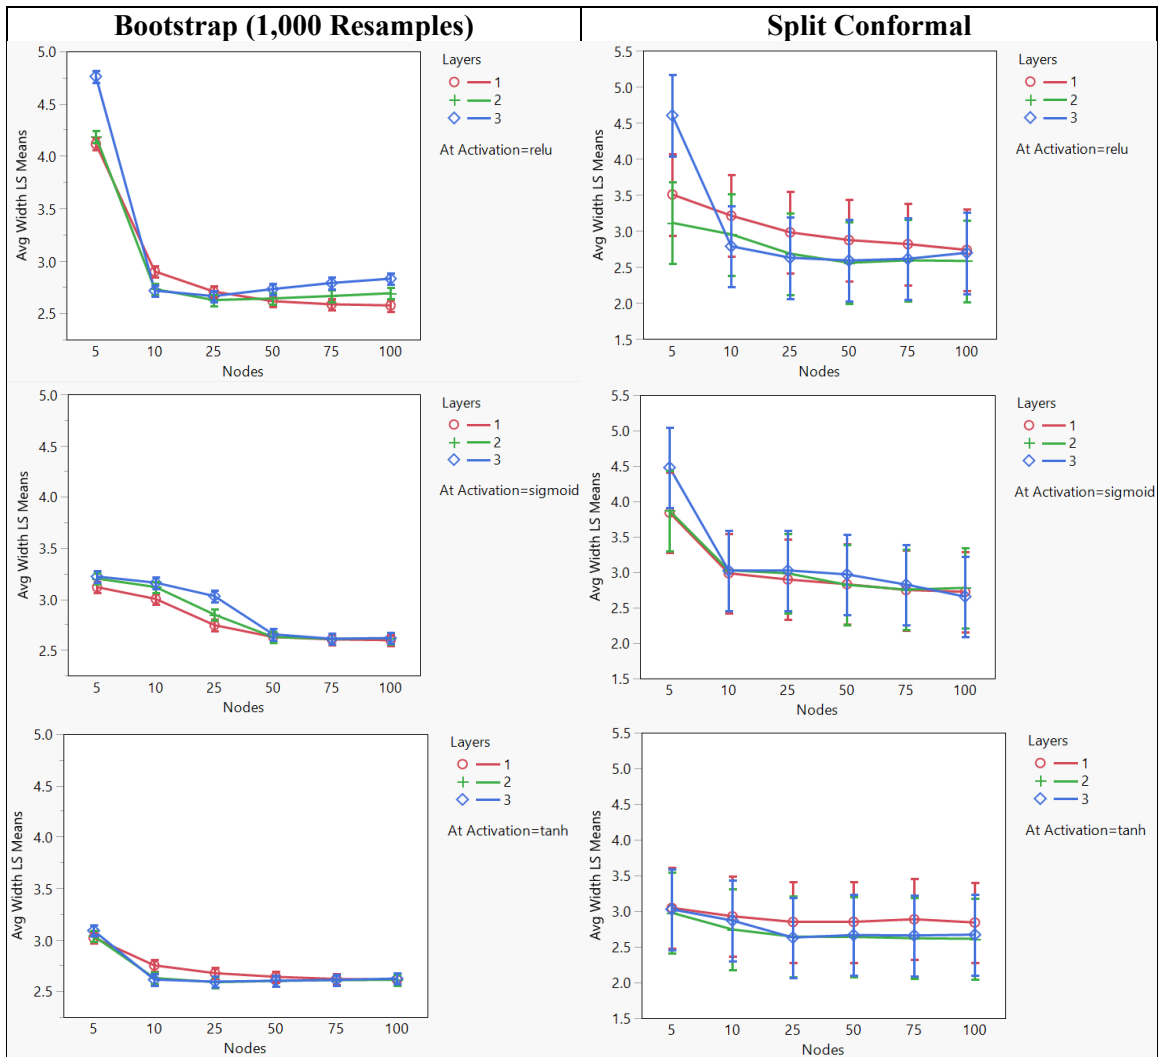 Bootstrap (1,000 Resamples)
Split Conformal
Avg Width LS Means
5.0
4.5
4.0
3.5
3.0
2.5
5 10 25 50 75 100
Nodes
Layers
1
2
3
At Activation=relu
Avg Width LS Means
5.5
5.0
4.5
4.0
3.5
3.0
2.5
2.0
1.5
5 10 25 50 75 100
Nodes
Layers
1
2
3
At Activation=relu
Avg Width LS Means
5.0
4.5
4.0
3.5
3.0
2.5
5 10 25 50 75 100
Nodes
Layers
1
2
3
At Activation=sigmoid
Avg Width LS Means
5.5
5.0
4.5
4.0
3.5
3.0
2.5
2.0
1.5
5 10 25 50 75 100
Nodes
Layers
1
2
3
At Activation=sigmoid
Avg Width LS Means
5.0
4.5
4.0
3.5
3.0
2.5
5 10 25 50 75 100
Nodes
Layers
1
2
3
At Activation=tanh
Avg Width LS Means
5.5
5.0
4.5
4.0
3.5
3.0
2.5
2.0
1.5
5 10 25 50 75 100
Nodes
Layers
1
2
3
At Activation=tanh